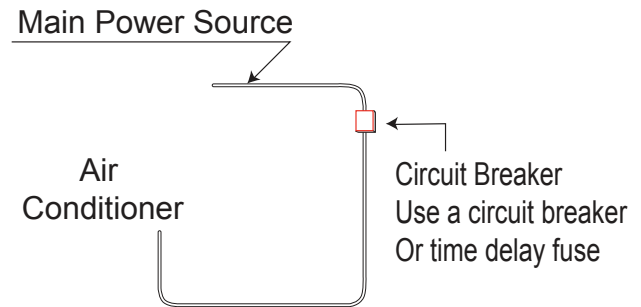 Main Power Source
Air
Conditioner
Circuit Breaker
Use a circuit breaker
Or time delay fuse